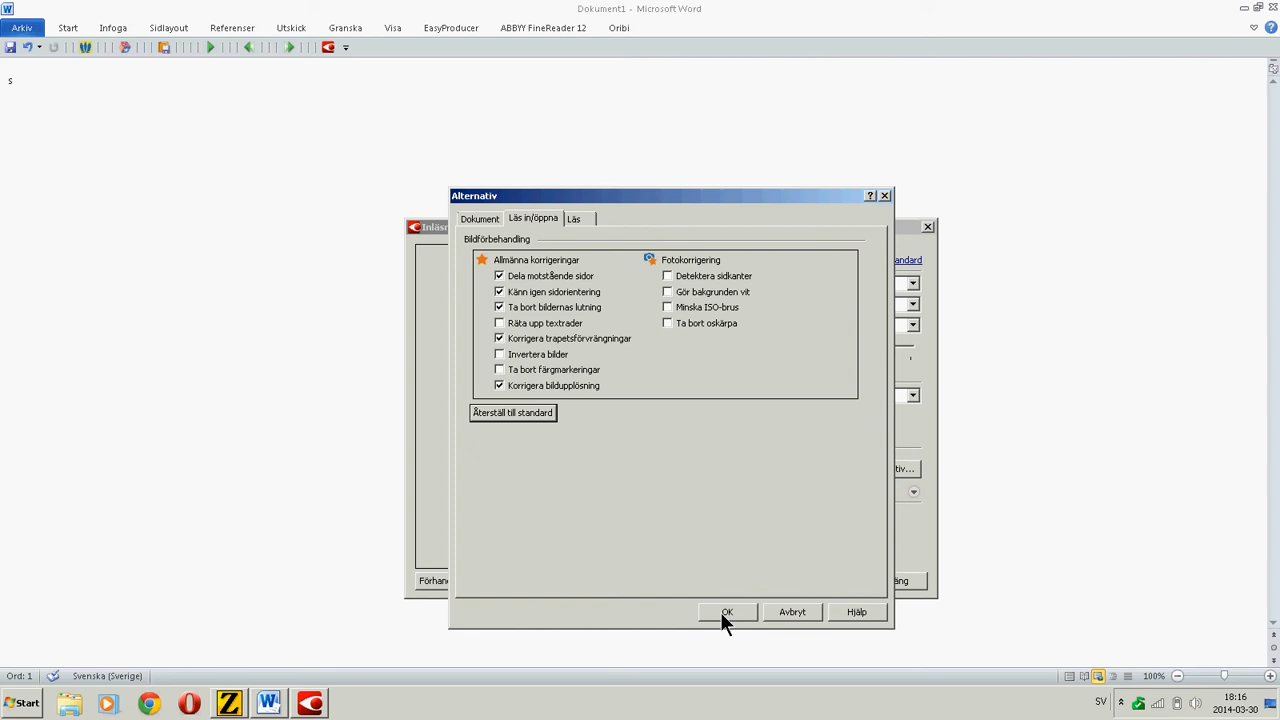 Dokument1 - Microsoft Word
Arkiv Start Infoga Sidlayout Referenser Utskick Granska Visa EasyProducer ABBYY FineReader 12 Oribi
s
Alternativ
Dokument Läs in/öppna Läs
Bildförbehandling
Allmänna korrigeringar
Dela motstående sidor
Känn igen sidorientering
Ta bort bildernas lutning
Räta upp textrader
Korrigera trapetsförvrängningar
Invertera bilder
Ta bort färgmarkeringar
Korrigera bildupplösning
Fotokorrigering
Detektera sidkanter
Gör bakgrunden vit
Minska ISO-brus
Ta bort oskärpa
Återställ till standard
OK Avbryt Hjälp
Inläsn
andard
tiv...
Förhan
äng
Ord: 1 Svenska (Sverige) 100%
Start SV 18:16
2014-03-30